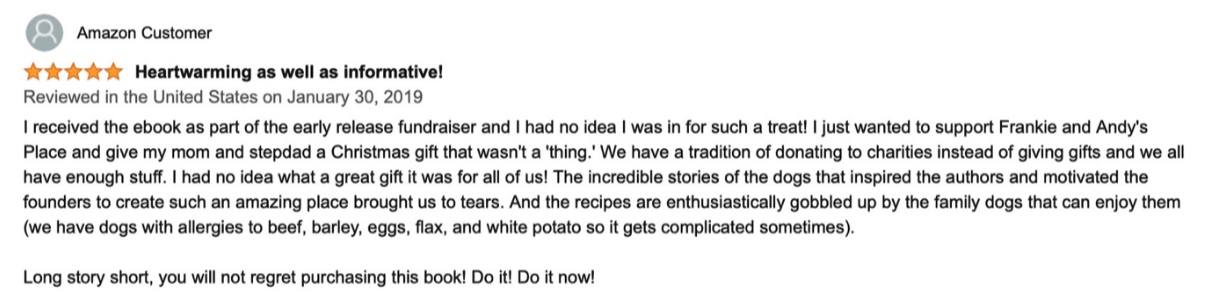 Amazon Customer
Heartwarming as well as informative!
Reviewed in the United States on January 30, 2019
I received the ebook as part of the early release fundraiser and I had no idea I was in for such a treat! I just wanted to support Frankie and Andy's
Place and give my mom and stepdad a Christmas gift that wasn't a 'thing.' We have a tradition of donating to charities instead of giving gifts and we all
have enough stuff. I had no idea what a great gift it was for all of us! The incredible stories of the dogs that inspired the authors and motivated the
founders to create such an amazing place brought us to tears. And the recipes are enthusiastically gobbled up by the family dogs that can enjoy them
(we have dogs with allergies to beef, barley, eggs, flax, and white potato so it gets complicated sometimes).
Long story short, you will not regret purchasing this book! Do it! Do it now!